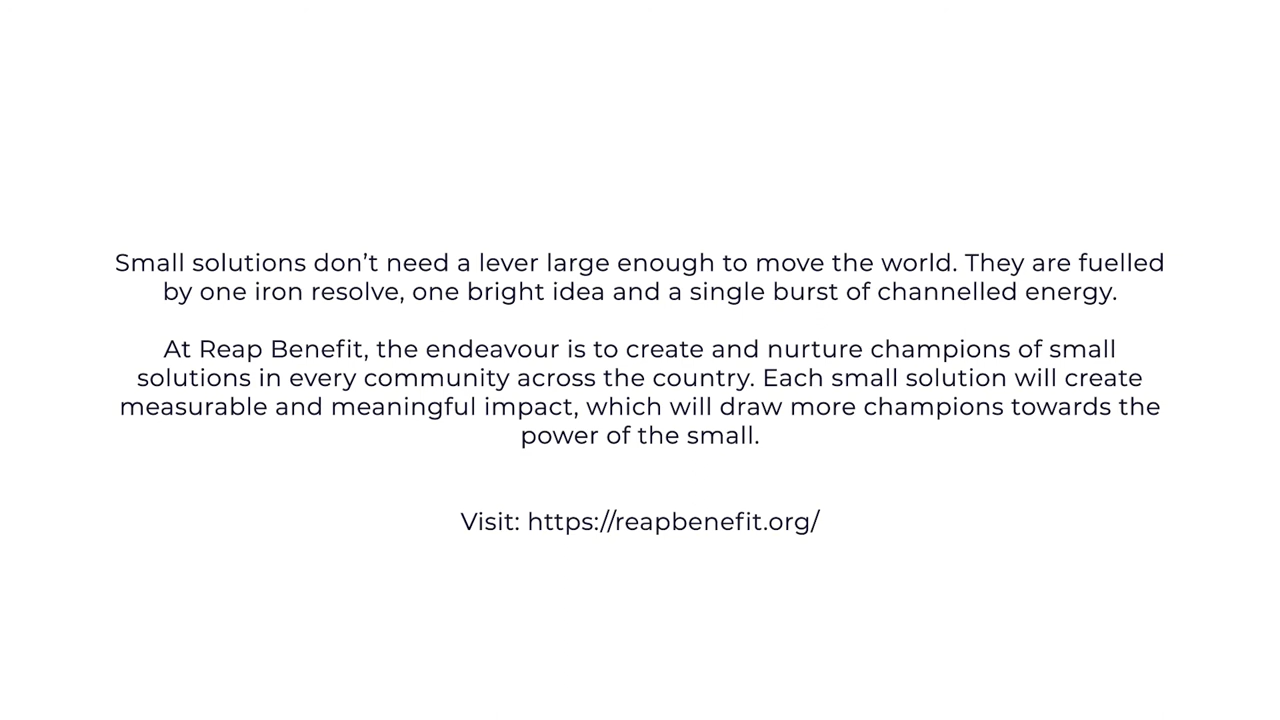 Small solutions don’t need a lever large enough to move the world. They are fuelled
by one iron resolve, one bright idea and a single burst of channelled energy.
At Reap Benefit, the endeavour is to create and nurture champions of small
solutions in every community across the country. Each small solution will create
measurable and meaningful impact, which will draw more champions towards the
power of the small.
Visit: https://reapbenefit.org/